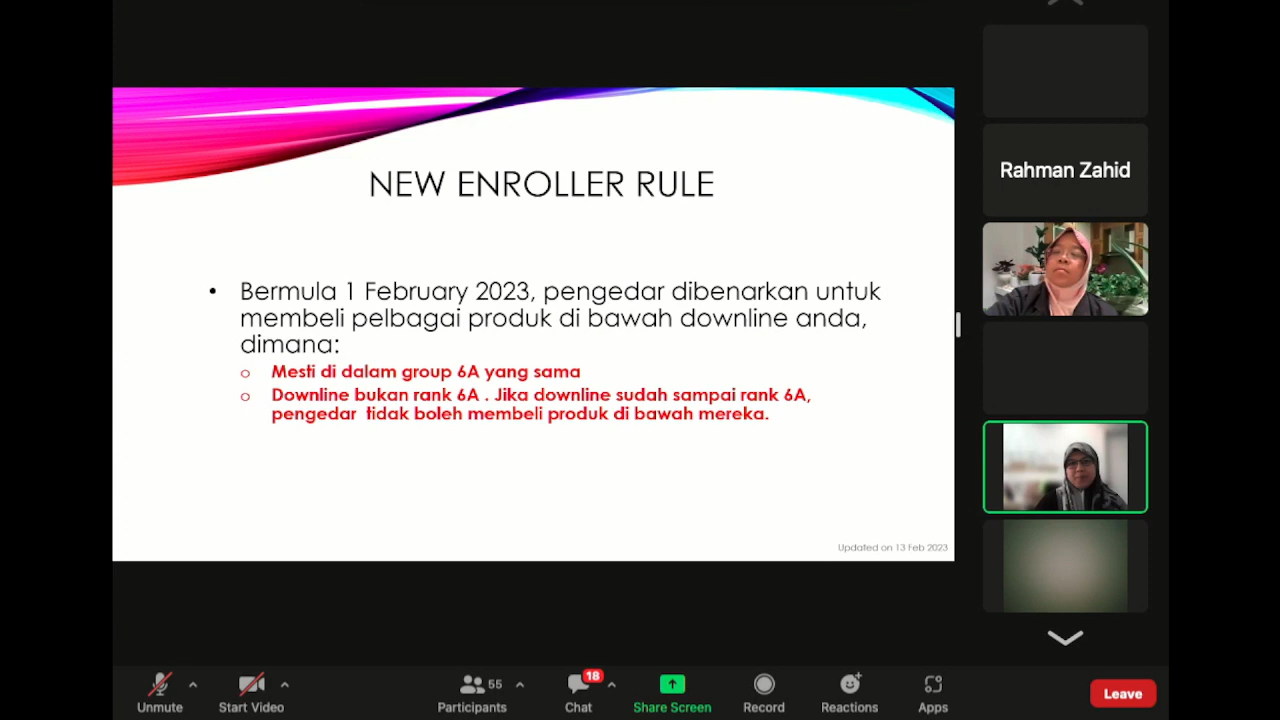 NEW ENROLLER RULE
• Bermula 1 February 2023, pengedar dibenarkan untuk
membeli pelbagai produk di bawah downline anda,
dimana:
o Mesti di dalam group 6A yang sama
o Downline bukan rank 6A . Jika downline sudah sampai rank 6A,
pengedar tidak boleh membeli produk di bawah mereka.
Updated on 13 Feb 2023
Rahman Zahid
Unmute
Start Video
55
Participants
18
Chat
Share Screen
Record
Reactions
Apps
Leave